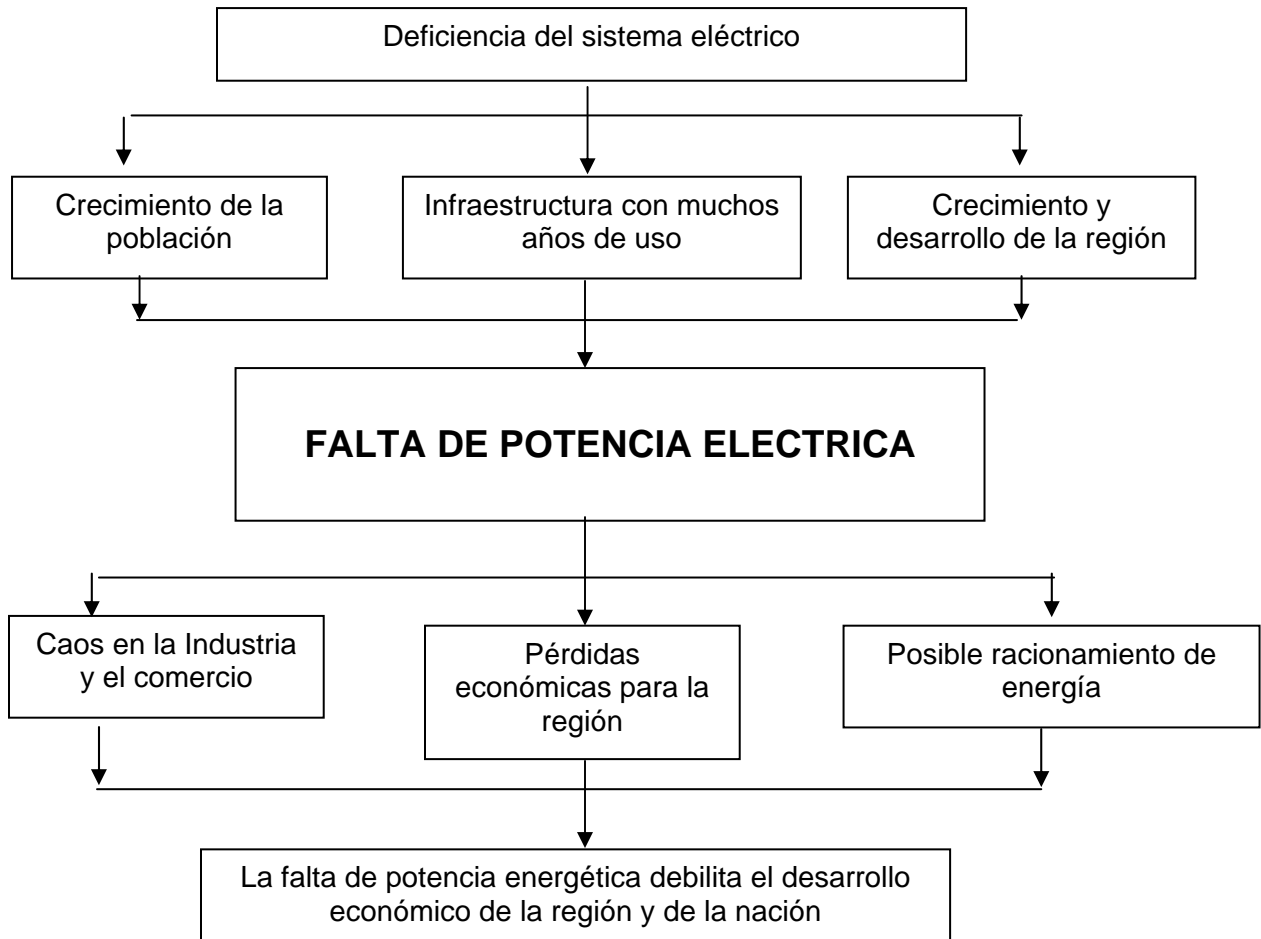 Deficiencia del sistema eléctrico
Crecimiento de la
población
Infraestructura con muchos
años de uso
Crecimiento y
desarrollo de la región
FALTA DE POTENCIA ELECTRICA
Caos en la Industria
y el comercio
Pérdidas
económicas para la
región
Posible racionamiento de
energía
La falta de potencia energética debilita el desarrollo
económico de la región y de la nación